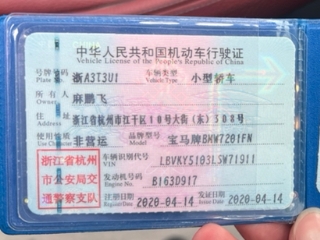 中华人民共和国机动车行驶证
Vehicle License of the People's Republic of China
号牌号码 浙A3T3U1 车辆类型 小型轿车
Plate No. Vehicle Type
所有人 麻鹏飞
Owner
住址 浙江省杭州市江干区10号大街(东)508号
Address
使用性质 非营运 品牌型号 宝马牌BMW7201FN
Use Character Model
浙江省杭州 车辆识别代号 LBVKY5103LSW71911
VIN
市公安局交 发动机号码 B163D917
Engine No.
通警察支队 注册日期 2020-04-14 发证日期 2020-04-14
Register Date Issue Date